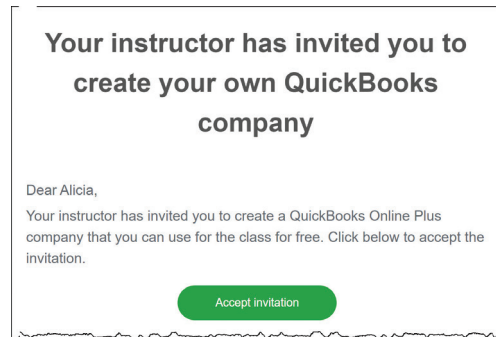 Your instructor has invited you to
create your own QuickBooks
company
Dear Alicia,
Your instructor has invited you to create a QuickBooks Online Plus
company that you can use for the class for free. Click below to accept the
invitation.
Accept invitation